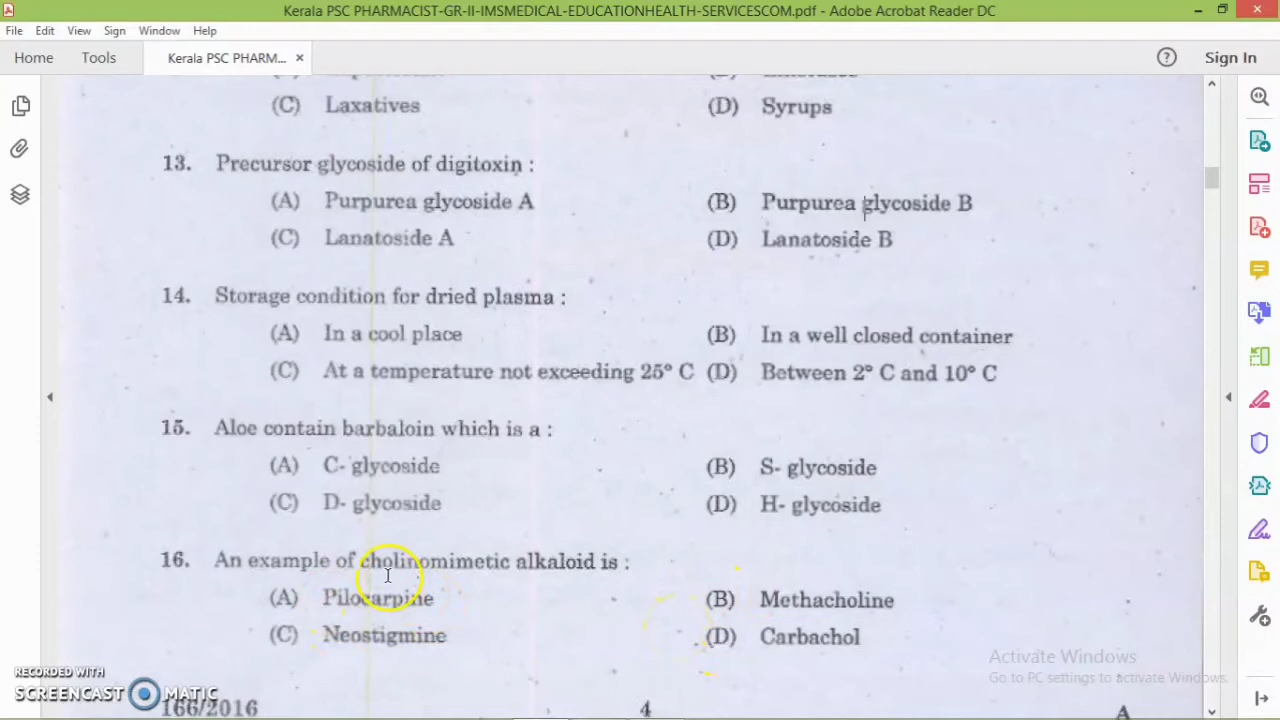 Kerala PSC PHARMACIST-GR-II-IMSMEDICAL-EDUCATIONHEALTH-SERVICESCOM.pdf - Adobe Acrobat Reader DC
File Edit View Sign Window Help
Home Tools Kerala PSC PHARM... × Sign In
(C) Laxatives (D) Syrups
13. Precursor glycoside of digitoxin :
(A) Purpurea glycoside A (B) Purpurea glycoside B
(C) Lanatoside A (D) Lanatoside B
14. Storage condition for dried plasma :
(A) In a cool place (B) In a well closed container
(C) At a temperature not exceeding 25° C (D) Between 2° C and 10° C
15. Aloe contain barbaloin which is a :
(A) C- glycoside (B) S- glycoside
(C) D- glycoside (D) H- glycoside
16. An example of cholinomimetic alkaloid is :
(A) Pilocarpine (B) Methacholine
(C) Neostigmine (D) Carbachol
Activate Windows
Go to PC settings to activate Windows.
RECORDED WITH
SCREENCAST MATIC
166/2016 4 A